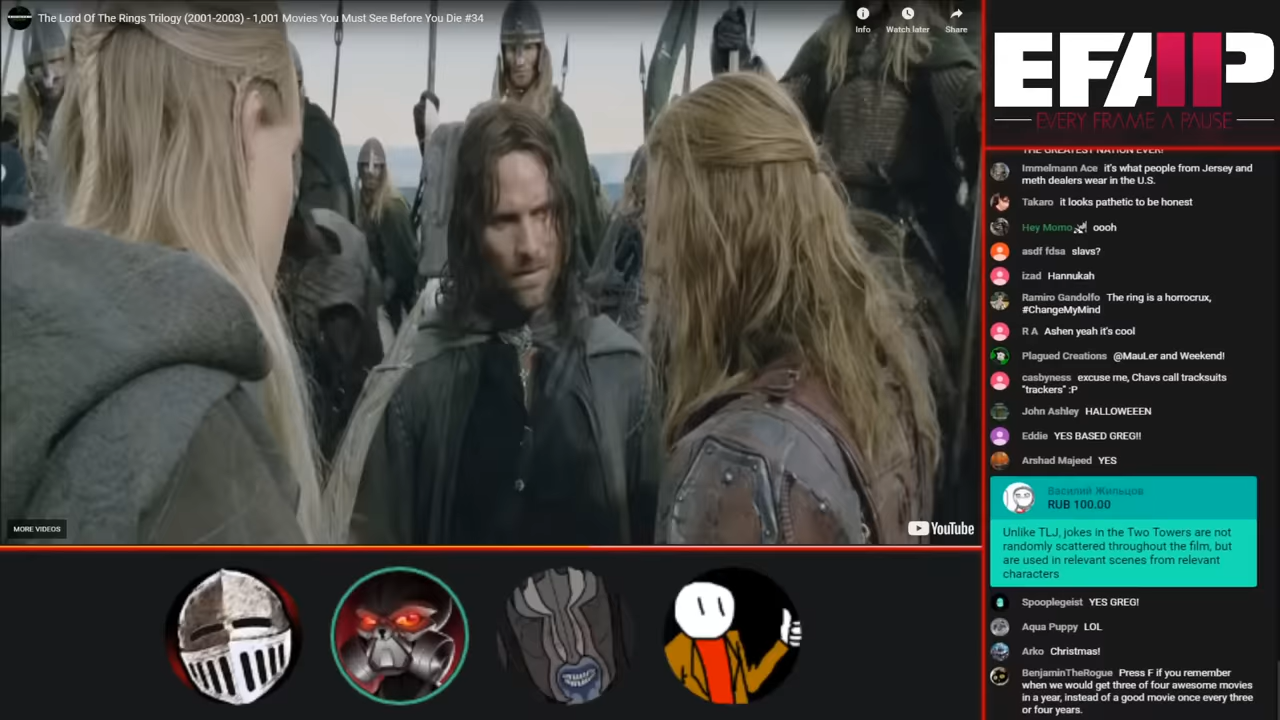 The Lord Of The Rings Trilogy (2001-2003) - 1,001 Movies You Must See Before You Die #34
Info
Watch later
Share
MORE VIDEOS
YouTube
EFAP
EVERY FRAME A PAUSE
THE GREATEST NATION EVER!
Immelmann Ace it's what people from Jersey and
meth dealers wear in the U.S.
Takaro it looks pathetic to be honest
Hey Momo oooh
asdf fdsa slavs?
izad Hannukah
Ramiro Gandolfo The ring is a horrocrux,
#ChangeMyMind
R A Ashen yeah it's cool
Plagued Creations @MauLer and Weekend!
casbyness excuse me, Chavs call tracksuits
"trackers" :P
John Ashley HALLOWEEEN
Eddie YES BASED GREG!!
Arshad Majeed YES
Василий Жильцов
RUB 100.00
Unlike TLJ, jokes in the Two Towers are not
randomly scattered throughout the film, but
are used in relevant scenes from relevant
characters
Spooplegeist YES GREG!
Aqua Puppy LOL
Arko Christmas!
BenjaminTheRogue Press F if you remember
when we would get three of four awesome movies
in a year, instead of a good movie once every three
or four years.